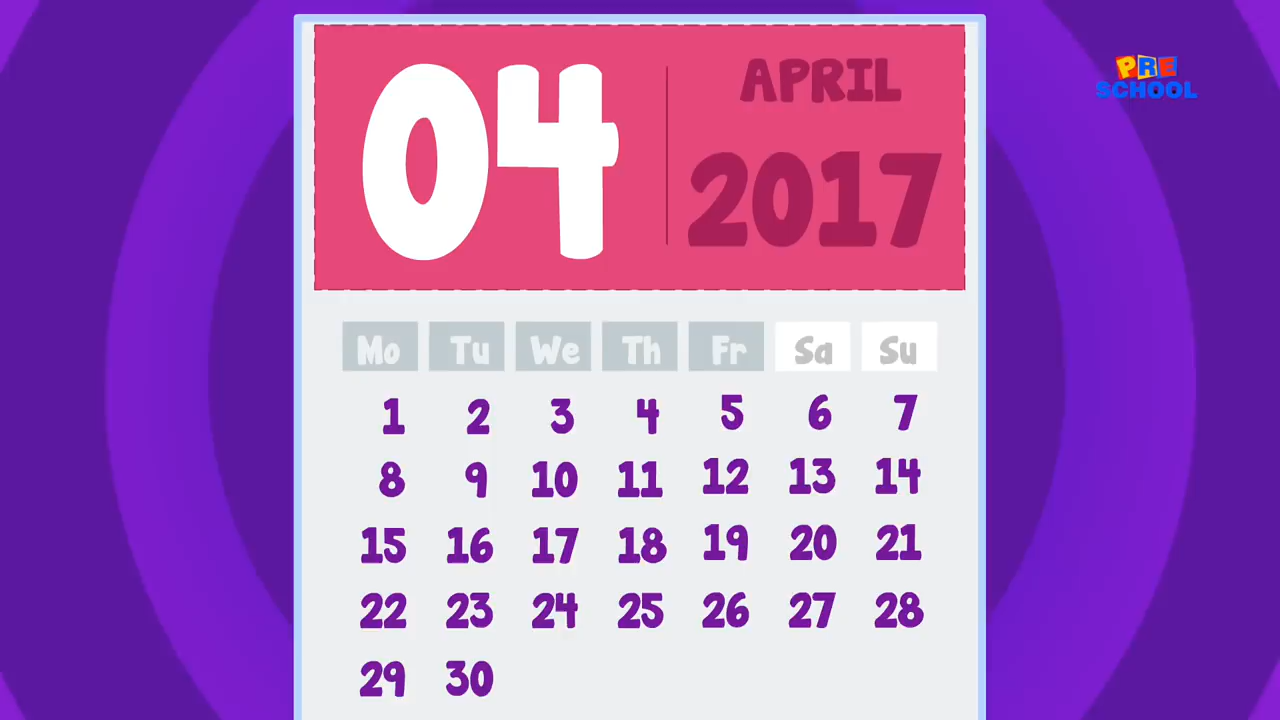 04
APRIL
2017
PRE
SCHOOL
Mo Tu We Th Fr Sa Su
1 2 3 4 5 6 7
8 9 10 11 12 13 14
15 16 17 18 19 20 21
22 23 24 25 26 27 28
29 30